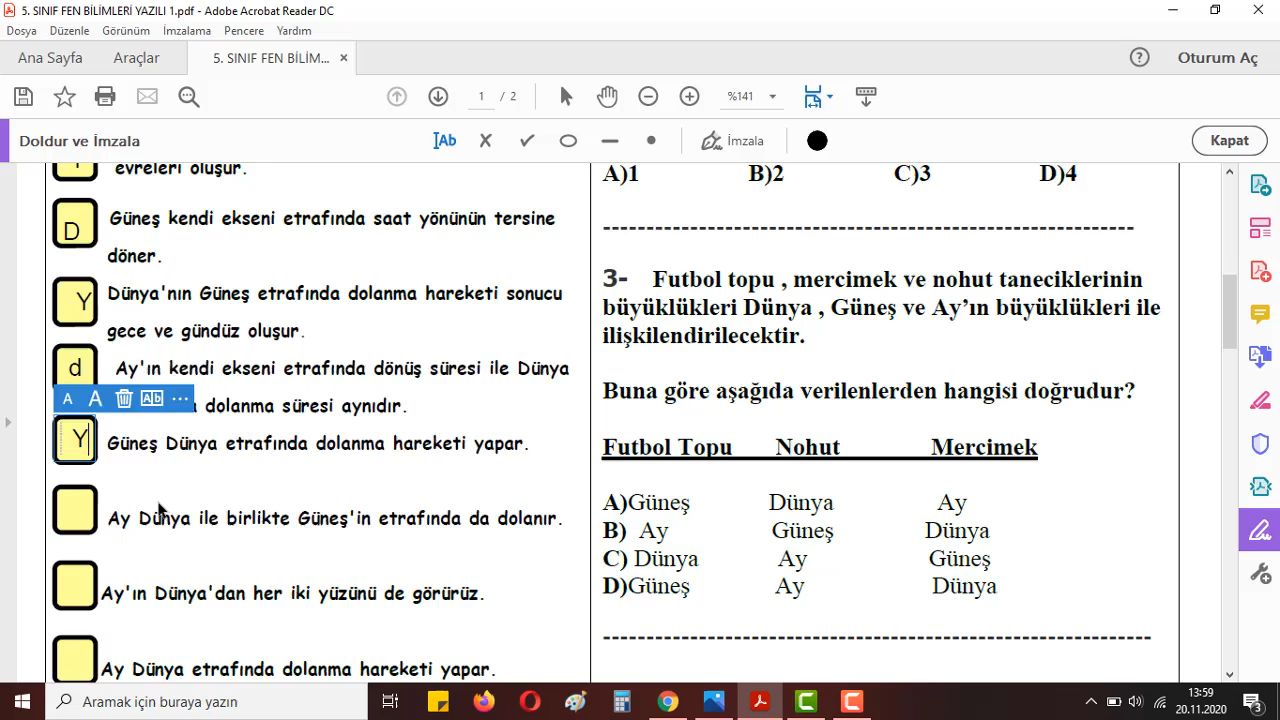 5. SINIF FEN BİLİMLERİ YAZILI 1.pdf - Adobe Acrobat Reader DC
Dosya Düzenle Görünüm İmzalama Pencere Yardım
Ana Sayfa Araçlar 5. SINIF FEN BİLİM... × ? Oturum Aç
1 / 2 %141
Doldur ve İmzala Ab İmzala Kapat
evreleri oluşur.
D Güneş kendi ekseni etrafında saat yönünün tersine
döner.
Y Dünya'nın Güneş etrafında dolanma hareketi sonucu
gece ve gündüz oluşur.
d Ay'ın kendi ekseni etrafında dönüş süresi ile Dünya
A A Ab ...
dolanma süresi aynıdır.
Y Güneş Dünya etrafında dolanma hareketi yapar.
Ay Dünya ile birlikte Güneş'in etrafında da dolanır.
Ay'ın Dünya'dan her iki yüzünü de görürüz.
Ay Dünya etrafında dolanma hareketi yapar.
A)1 B)2 C)3 D)4
------------------------------------------------------------
3- Futbol topu , mercimek ve nohut taneciklerinin
büyüklükleri Dünya , Güneş ve Ay'ın büyüklükleri ile
ilişkilendirilecektir.
Buna göre aşağıda verilenlerden hangisi doğrudur?
Futbol Topu Nohut Mercimek
A)Güneş Dünya Ay
B) Ay Güneş Dünya
C) Dünya Ay Güneş
D)Güneş Ay Dünya
------------------------------------------------------------
Aramak için buraya yazın
13:59
20.11.2020
3